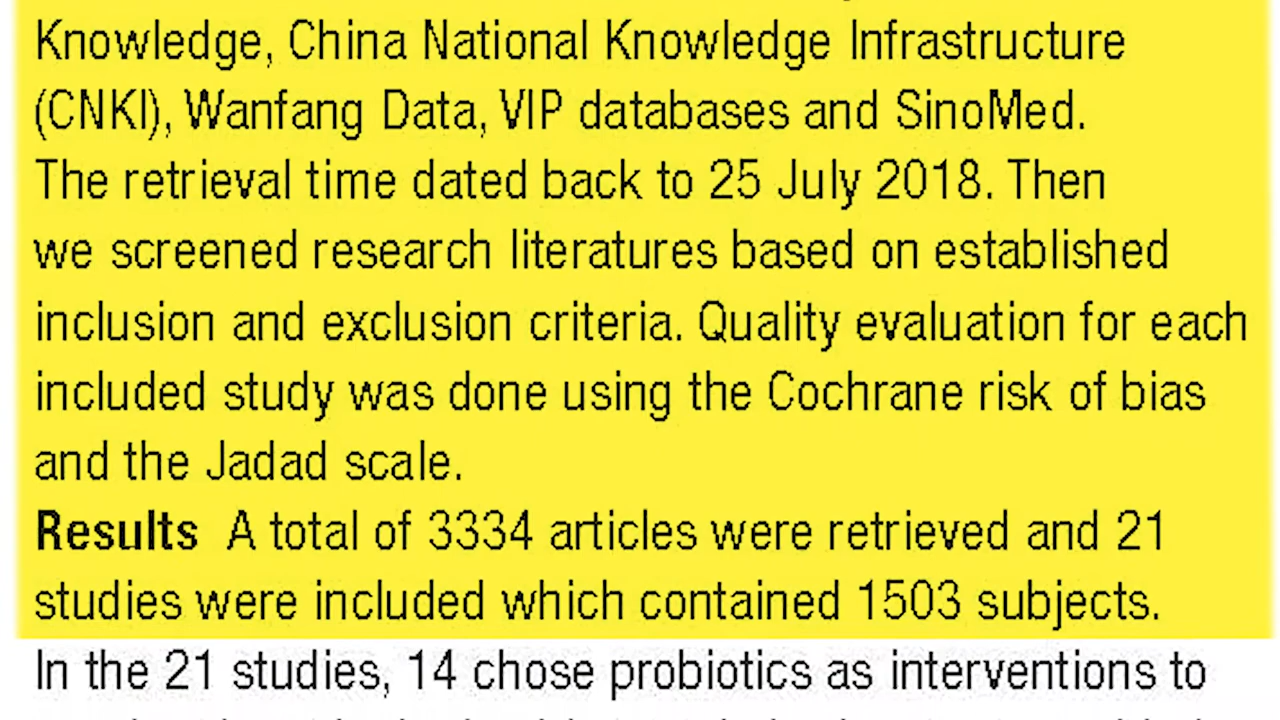 Knowledge, China National Knowledge Infrastructure
(CNKI), Wanfang Data, VIP databases and SinoMed.
The retrieval time dated back to 25 July 2018. Then
we screened research literatures based on established
inclusion and exclusion criteria. Quality evaluation for each
included study was done using the Cochrane risk of bias
and the Jadad scale.
Results A total of 3334 articles were retrieved and 21
studies were included which contained 1503 subjects.
In the 21 studies, 14 chose probiotics as interventions to